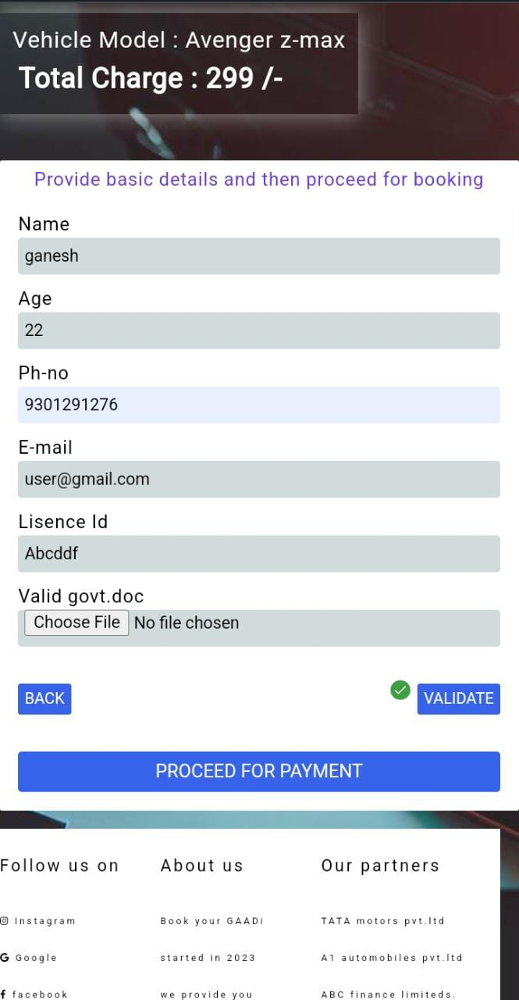 Vehicle Model : Avenger z-max
Total Charge : 299 /-
Provide basic details and then proceed for booking
Name
ganesh
Age
22
Ph-no
9301291276
E-mail
user@gmail.com
Lisence Id
Abcddf
Valid govt.doc
Choose File No file chosen
BACK VALIDATE
PROCEED FOR PAYMENT
Follow us on About us Our partners
Instagram Book your GAADi TATA motors pvt.ltd
Google started in 2023 A1 automobiles pvt.ltd
facebook we provide you ABC finance limiteds.